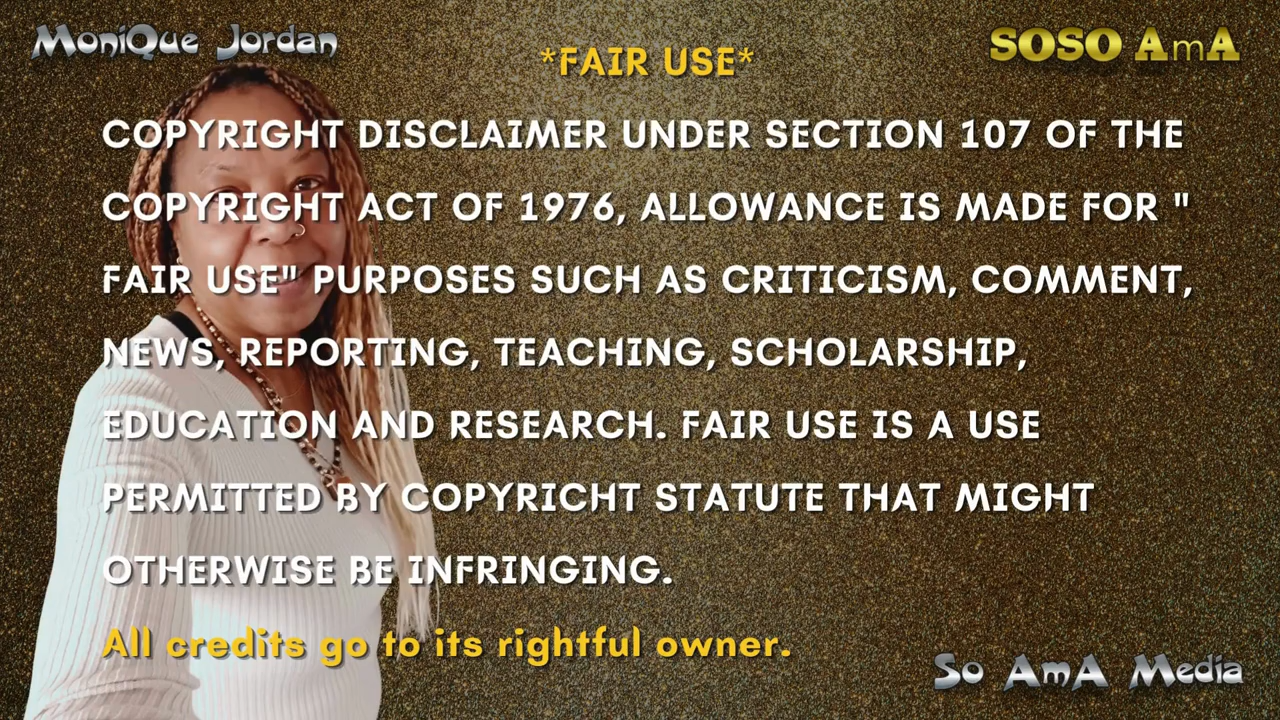 MoniQue Jordan
SOSO AmA
*FAIR USE*
COPYRIGHT DISCLAIMER UNDER SECTION 107 OF THE
COPYRIGHT ACT OF 1976, ALLOWANCE IS MADE FOR "
FAIR USE" PURPOSES SUCH AS CRITICISM, COMMENT,
NEWS, REPORTING, TEACHING, SCHOLARSHIP,
EDUCATION AND RESEARCH. FAIR USE IS A USE
PERMITTED BY COPYRICHT STATUTE THAT MIGHT
OTHERWISE BE INFRINGING.
All credits go to its rightful owner.
So AmA Media